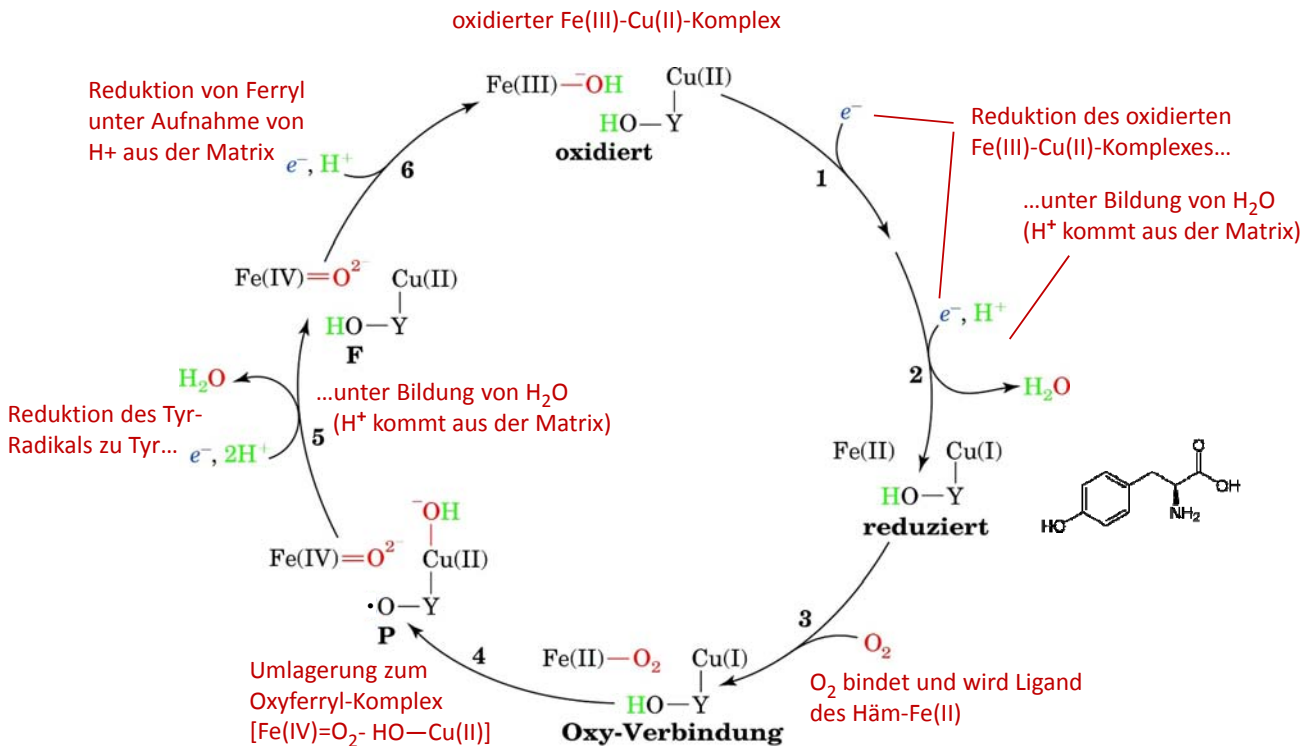 oxidierter Fe(III)-Cu(II)-Komplex
Reduktion von Ferryl
unter Aufnahme von
H+ aus der Matrix
e⁻, H⁺
6
Fe(III)—⁻OH
Cu(II)
HO—Y
oxidiert
1
e⁻
Reduktion des oxidierten
Fe(III)-Cu(II)-Komplexes…
…unter Bildung von H₂O
(H⁺ kommt aus der Matrix)
e⁻, H⁺
2
H₂O
Fe(II)
Cu(I)
HO—Y
reduziert
O
OH
NH₂
HO
3
O₂
O₂ bindet und wird Ligand
des Häm-Fe(II)
Fe(II)—O₂
Cu(I)
HO—Y
Oxy-Verbindung
4
Umlagerung zum
Oxyferryl-Komplex
[Fe(IV)=O₂- HO—Cu(II)]
⁻OH
Fe(IV)=O²⁻
Cu(II)
·O—Y
P
5
e⁻, 2H⁺
H₂O
Reduktion des Tyr-
Radikals zu Tyr…
…unter Bildung von H₂O
(H⁺ kommt aus der Matrix)
Fe(IV)=O²⁻
Cu(II)
HO—Y
F